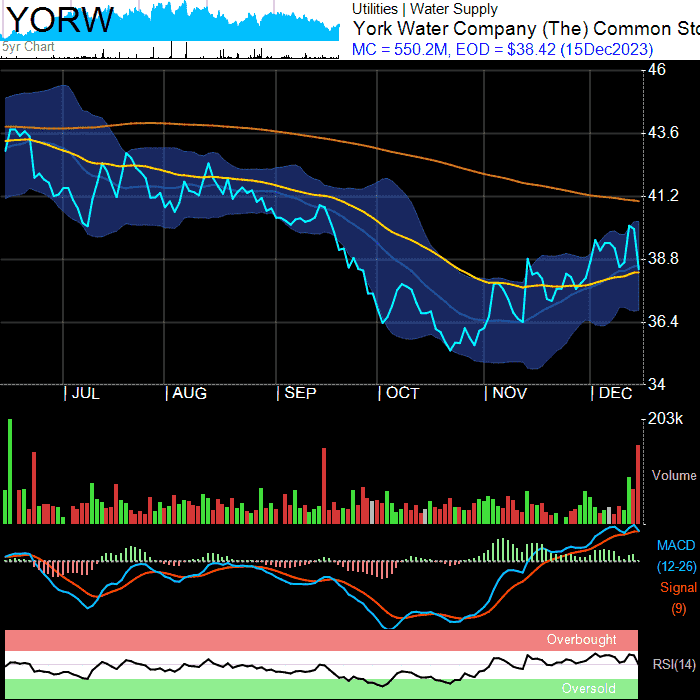 YORW
5yr Chart
Utilities | Water Supply
York Water Company (The) Common Sto
MC = 550.2M, EOD = $38.42 (15Dec2023)
46
43.6
41.2
38.8
36.4
34
| JUL | AUG | SEP | OCT | NOV | DEC
203k
Volume
MACD
(12-26)
Signal
(9)
Overbought
RSI(14)
Oversold